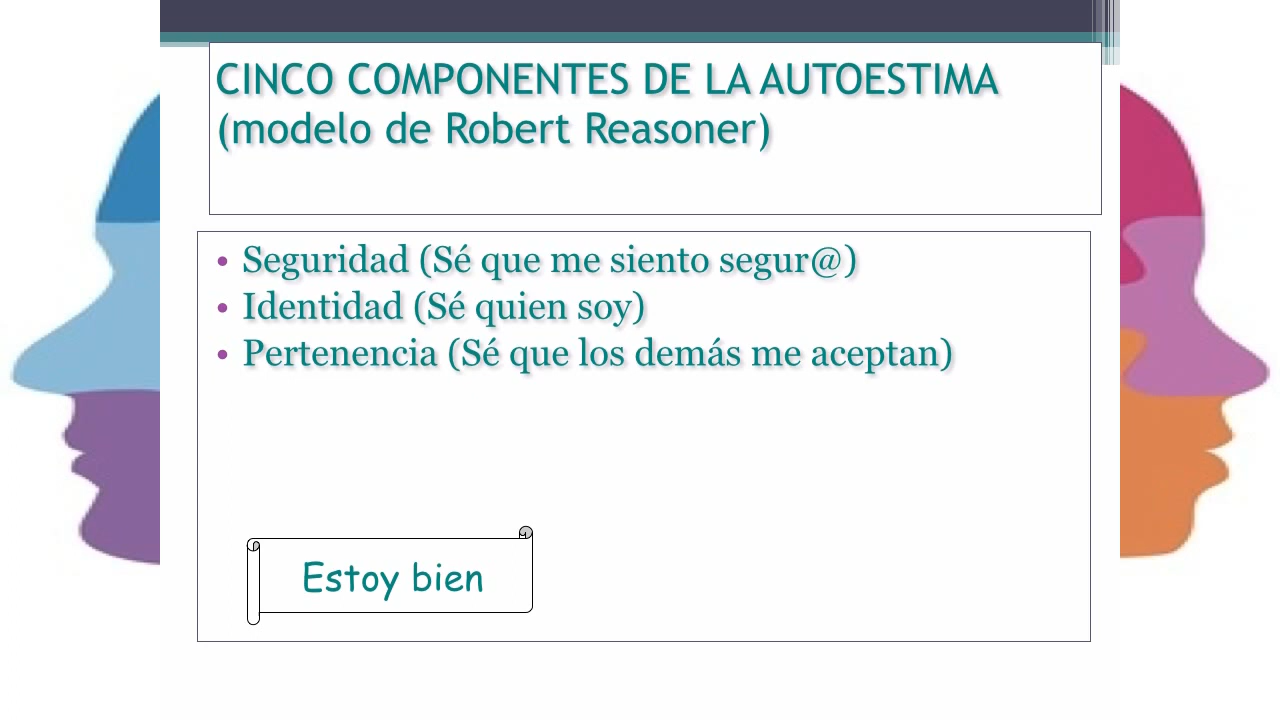 CINCO COMPONENTES DE LA AUTOESTIMA
(modelo de Robert Reasoner)
• Seguridad (Sé que me siento segur@)
• Identidad (Sé quien soy)
• Pertenencia (Sé que los demás me aceptan)
Estoy bien